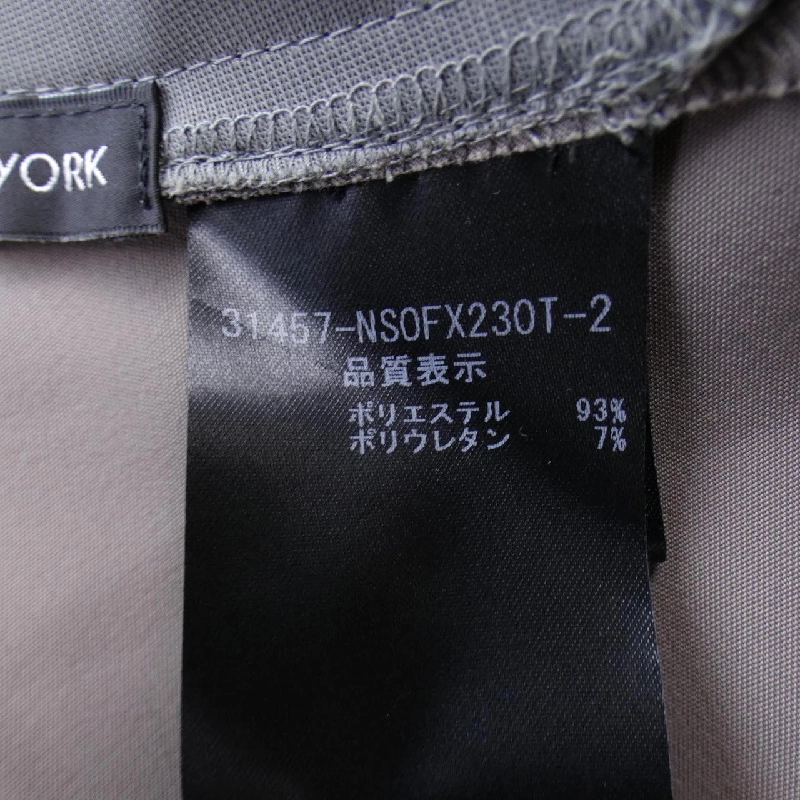 YORK
31457-NSOFX230T-2
品質表示
ポリエステル 93%
ポリウレタン 7%